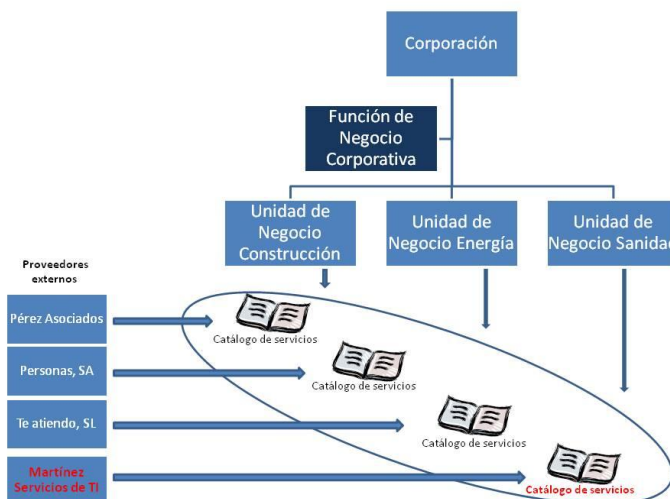 Corporación
Función de
Negocio
Corporativa
Unidad de
Negocio
Construcción
Unidad de
Negocio Energía
Unidad de
Negocio Sanidad
Proveedores
externos
Pérez Asociados
Catálogo de servicios
Personas, SA
Catálogo de servicios
Te atiendo, SL
Catálogo de servicios
Martínez
Servicios de TI
Catálogo de servicios